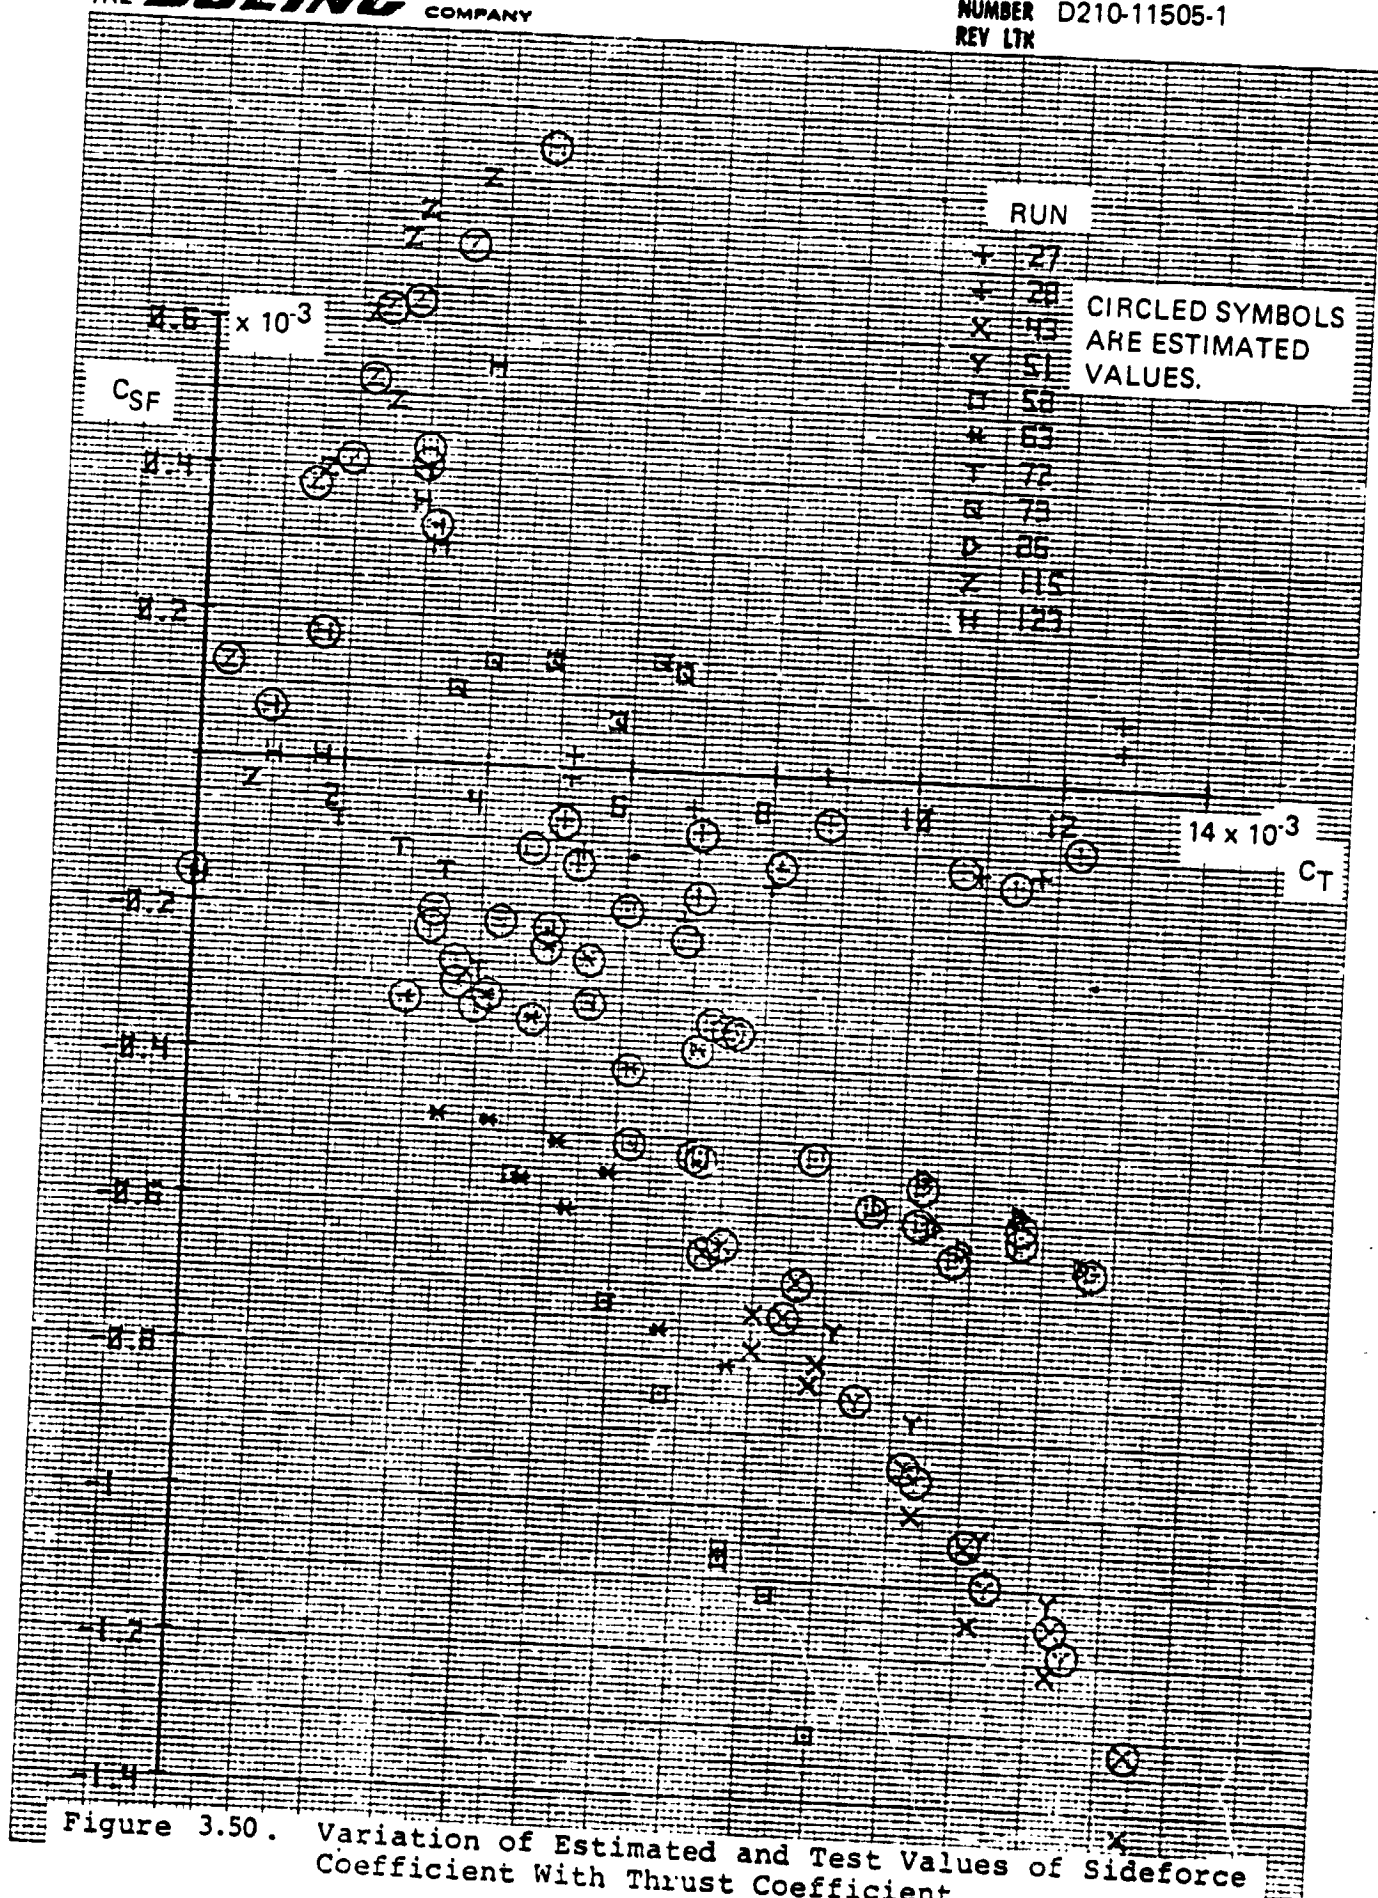 THE BOEING COMPANY
NUMBER D210-11505-1
REV LTR
RUN
+ 27
+ 28
X 43
Y 51
□ 52
* 63
T 72
73
D 86
Z 115
H 123
CIRCLED SYMBOLS
ARE ESTIMATED
VALUES.
0.6 x 10-3
CSF
0.4
0.2
2 4 6 8 10 12 14 x 10-3
CT
-0.2
-0.4
-0.6
-0.8
-1
-1.2
-1.4
Figure 3.50. Variation of Estimated and Test Values of Sideforce
Coefficient With Thrust Coefficient